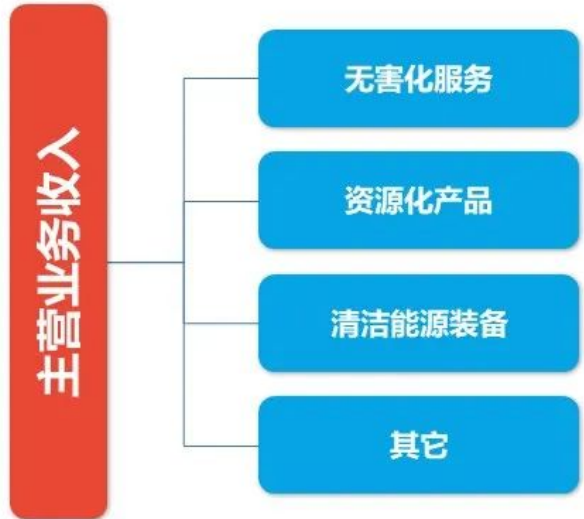 主营业务收入
无害化服务
资源化产品
清洁能源装备
其它